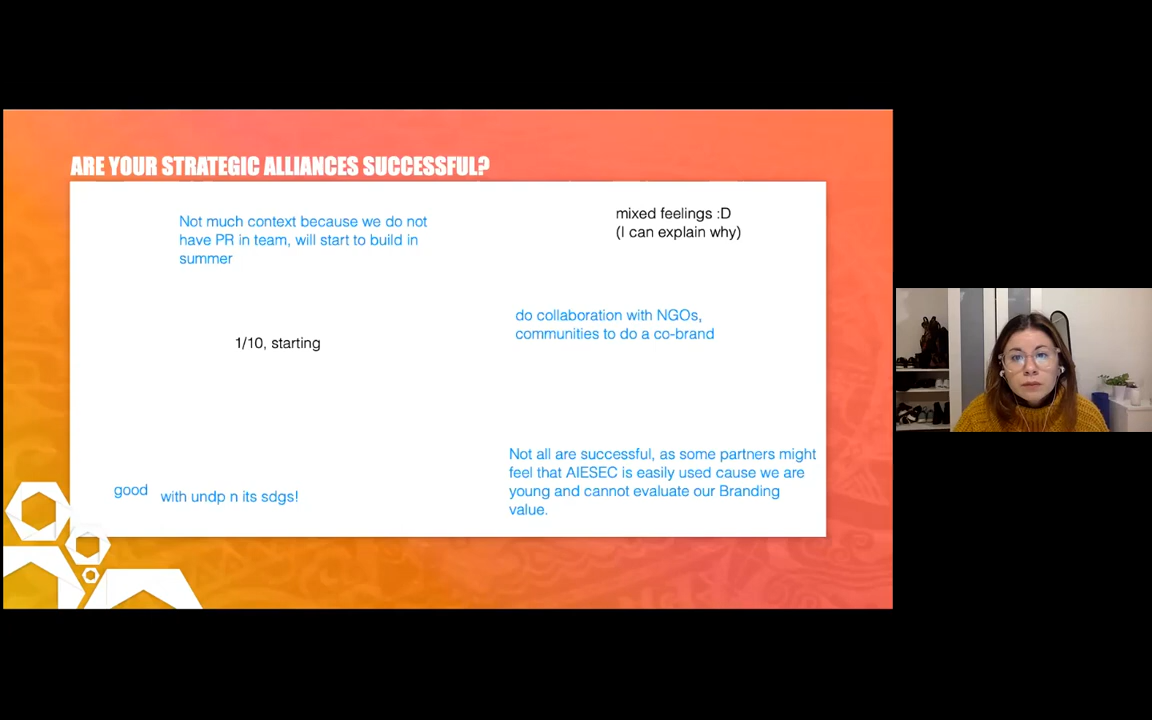 ARE YOUR STRATEGIC ALLIANCES SUCCESSFUL?
Not much context because we do not
have PR in team, will start to build in
summer
mixed feelings :D
(I can explain why)
do collaboration with NGOs,
communities to do a co-brand
1/10, starting
Not all are successful, as some partners might
feel that AIESEC is easily used cause we are
young and cannot evaluate our Branding
value.
good
with undp n its sdgs!